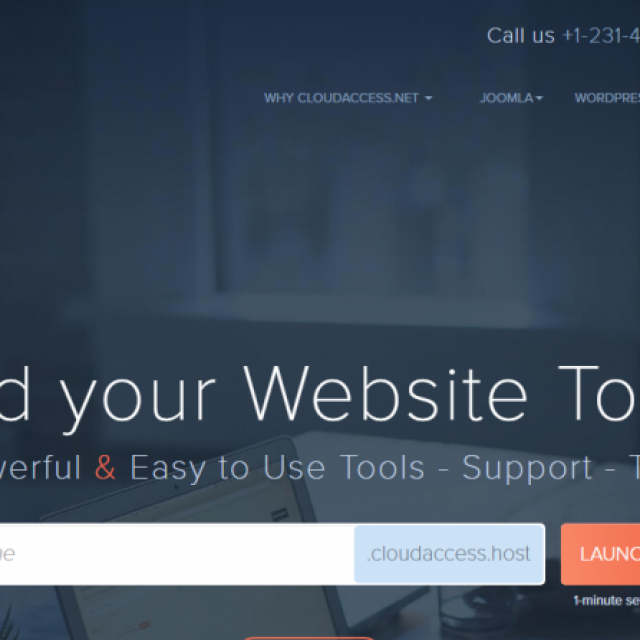 Call us +1-231-4
WHY CLOUDACCESS.NET JOOMLA WORDPRES
d your Website To
werful & Easy to Use Tools - Support - T
ne .cloudaccess.host LAUNC
1-minute se